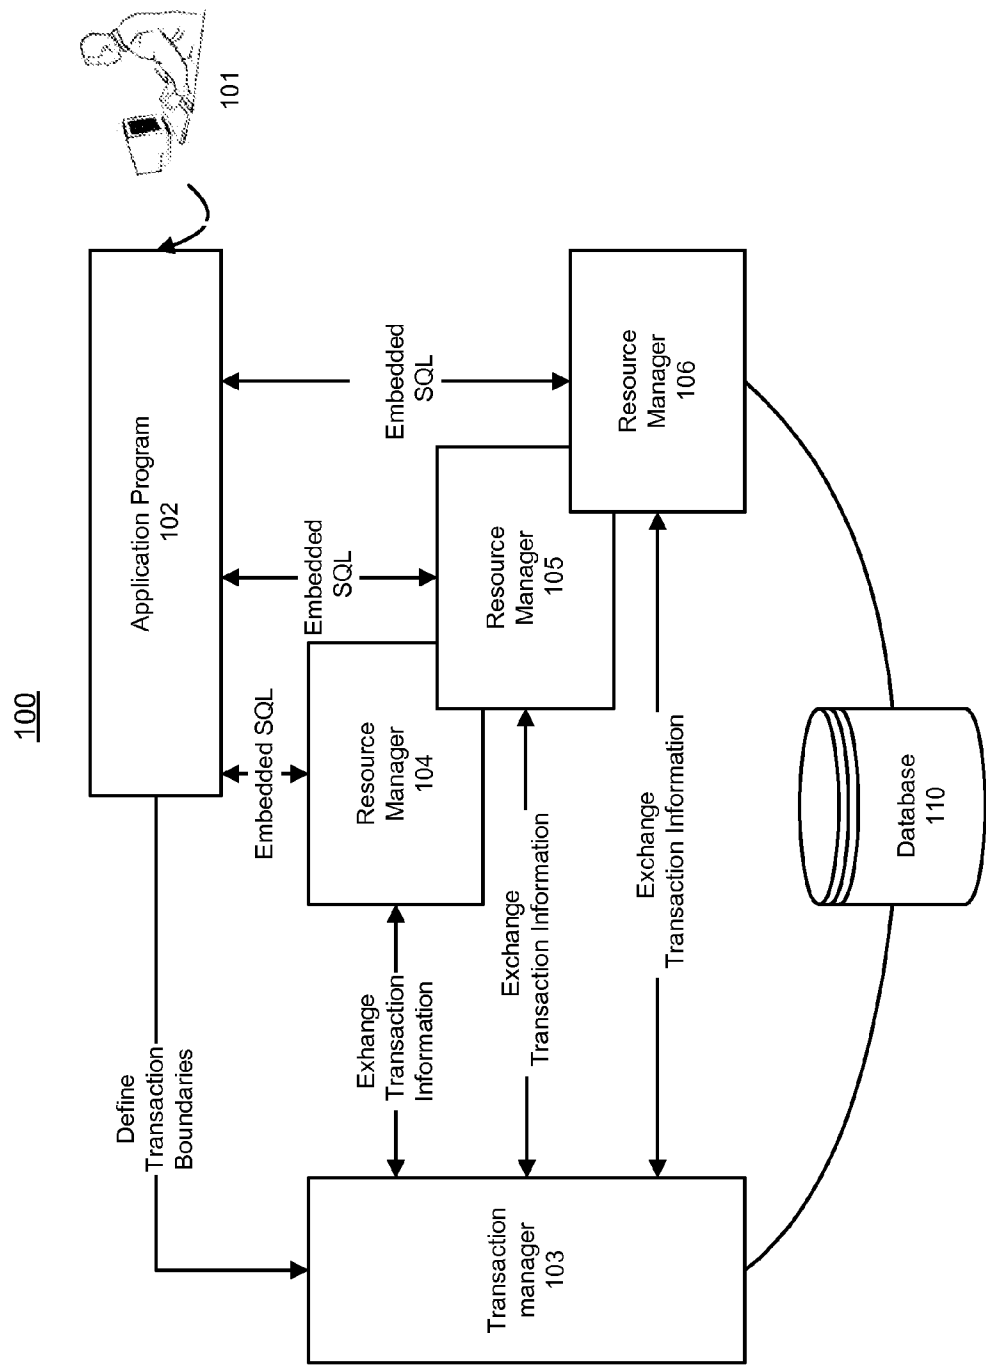 100
101
Application Program
102
Define
Transaction
Boundaries
Embedded SQL
Embedded
SQL
Embedded
SQL
Resource
Manager
104
Resource
Manager
105
Resource
Manager
106
Exhange
Transaction
Information
Exchange
Transaction Information
Exchange
Transaction Information
Transaction
manager
103
Database
110